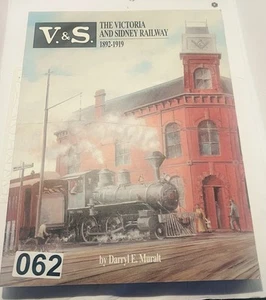 V.&S.
THE VICTORIA
AND SIDNEY RAILWAY
1892-1919
by Darryl E. Muralt
062